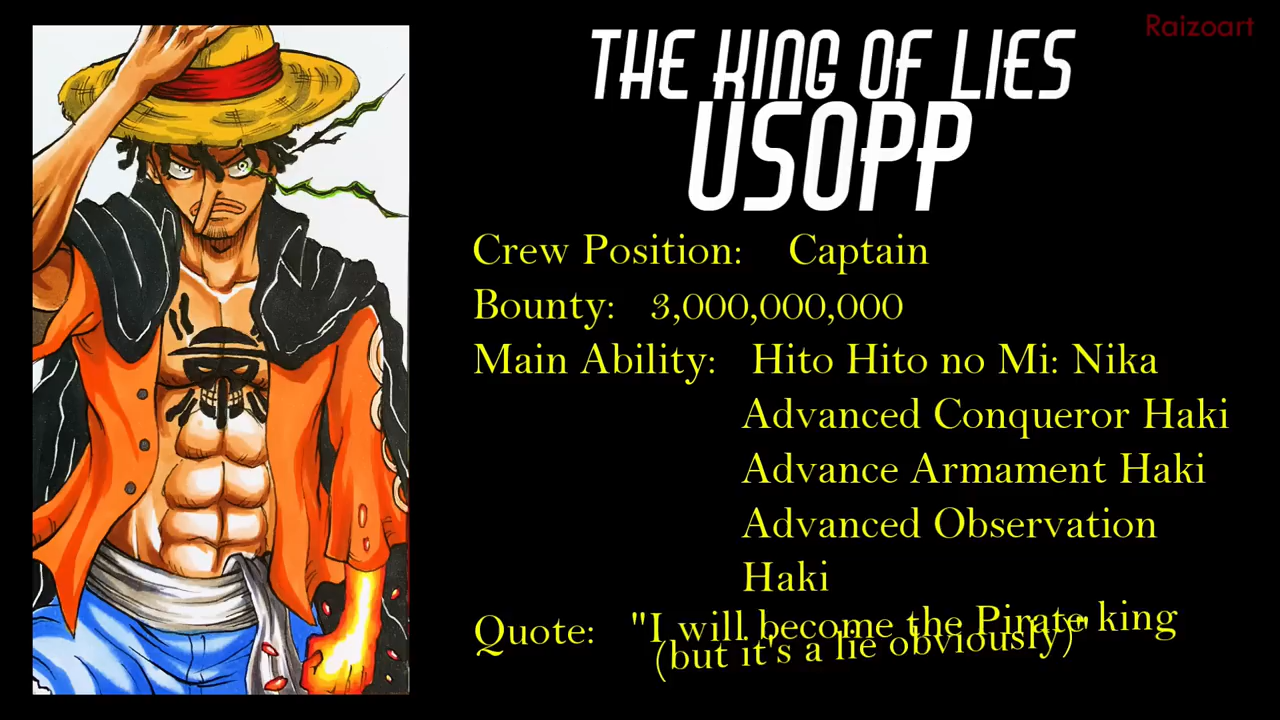 Raizoart
THE KING OF LIES
USOPP
Crew Position: Captain
Bounty: 3,000,000,000
Main Ability: Hito Hito no Mi: Nika
Advanced Conqueror Haki
Advance Armament Haki
Advanced Observation
Haki
Quote: "I will become the Pirate king
(but it's a lie obviously)"